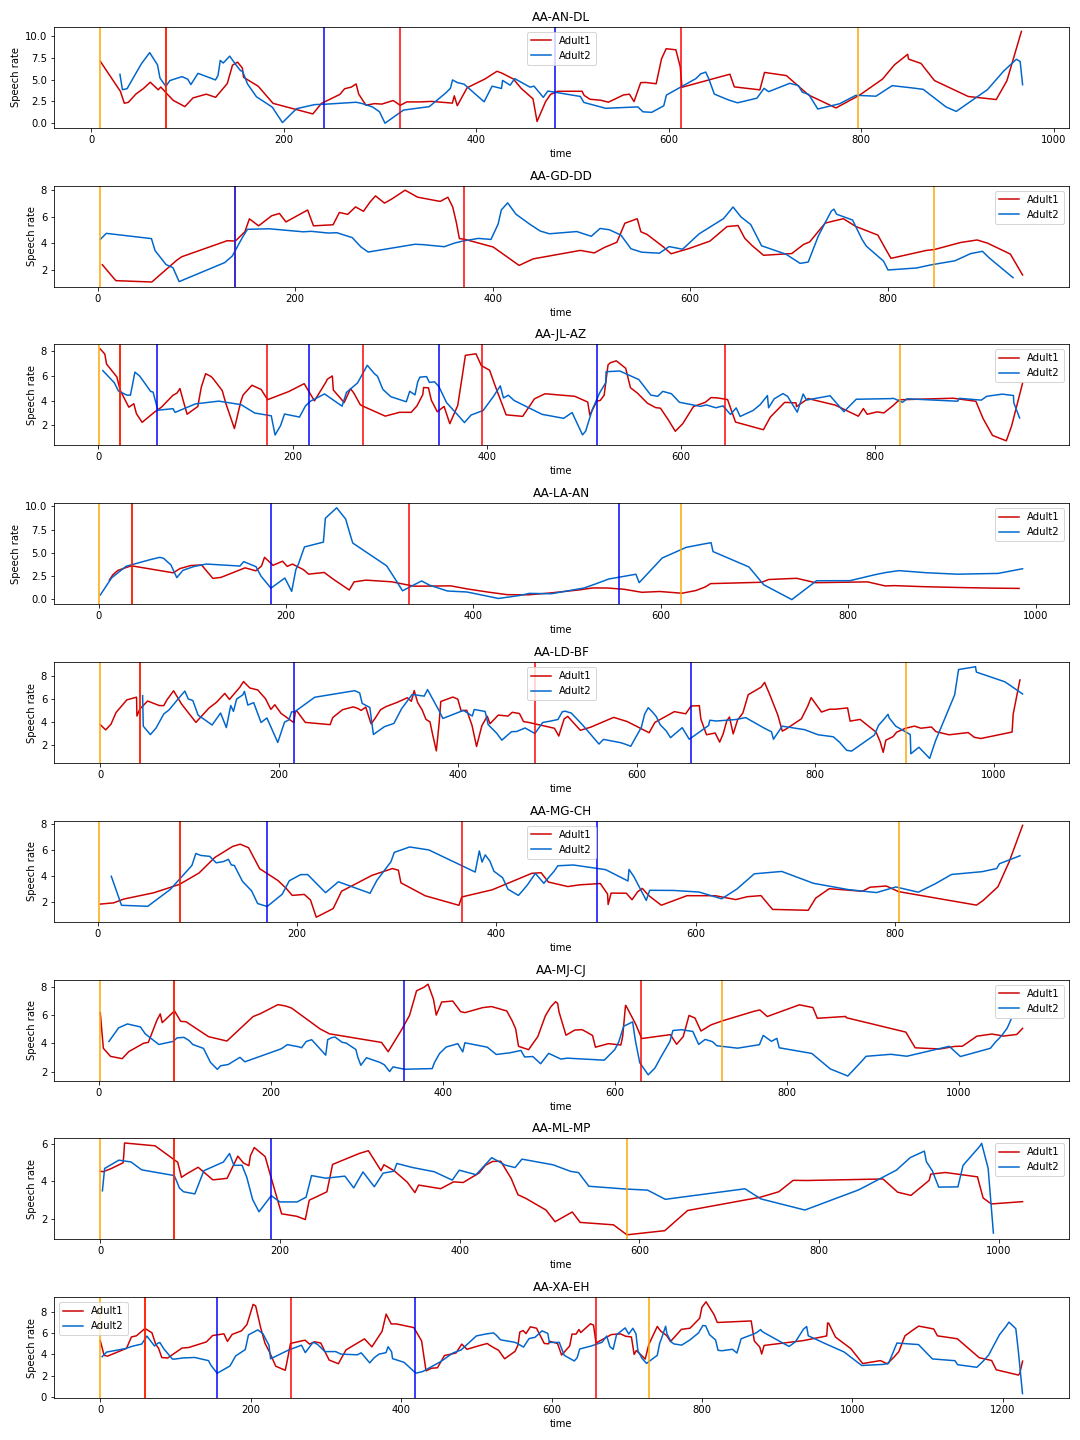 AA-AN-DL
Speech rate
10.0
7.5
5.0
2.5
0.0
Adult1
Adult2
0 200 400 600 800 1000
time
AA-GD-DD
Speech rate
8
6
4
2
Adult1
Adult2
0 200 400 600 800
time
AA-JL-AZ
Speech rate
8
6
4
2
Adult1
Adult2
0 200 400 600 800
time
AA-LA-AN
Speech rate
10.0
7.5
5.0
2.5
0.0
Adult1
Adult2
0 200 400 600 800 1000
time
AA-LD-BF
Speech rate
8
6
4
2
Adult1
Adult2
0 200 400 600 800 1000
time
AA-MG-CH
Speech rate
8
6
4
2
Adult1
Adult2
0 200 400 600 800
time
AA-MJ-CJ
Speech rate
8
6
4
2
Adult1
Adult2
0 200 400 600 800 1000
time
AA-ML-MP
Speech rate
6
4
2
Adult1
Adult2
0 200 400 600 800 1000
time
AA-XA-EH
Speech rate
8
6
4
2
0
Adult1
Adult2
0 200 400 600 800 1000 1200
time